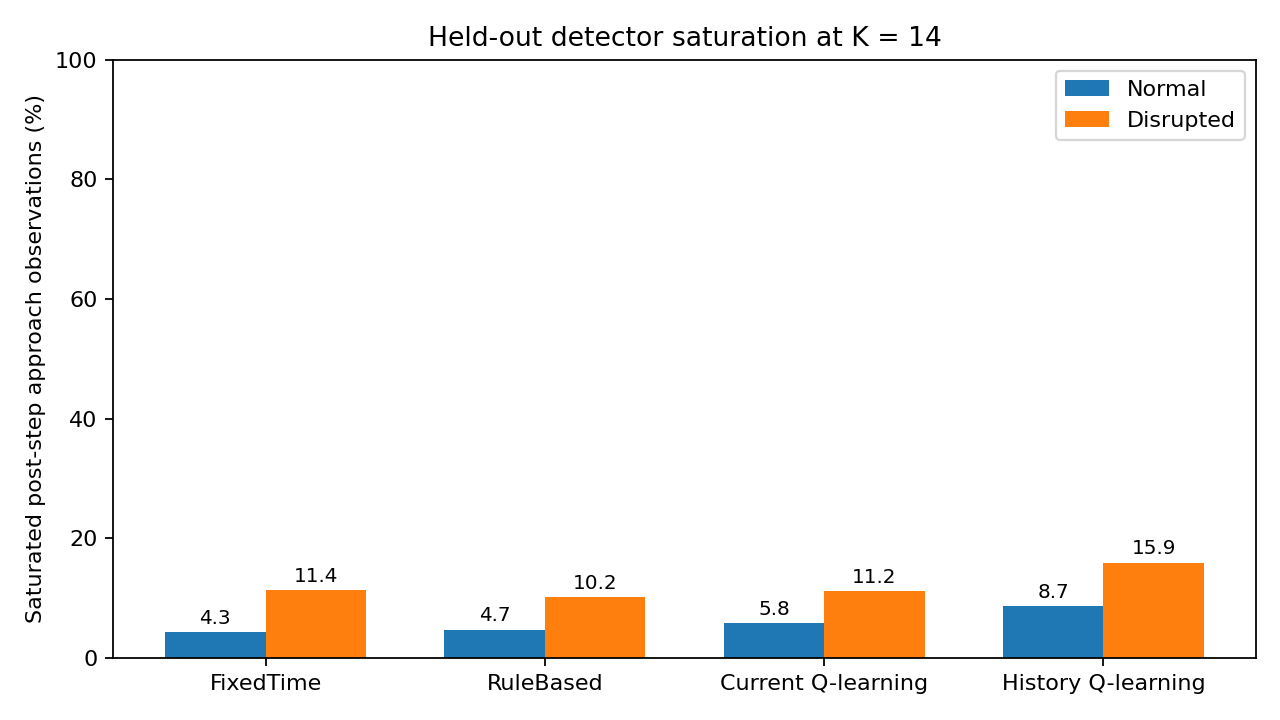 Held-out detector saturation at K = 14
Saturated post-step approach observations (%)
100
80
60
40
20
0
Normal
Disrupted
4.3
11.4
4.7
10.2
5.8
11.2
8.7
15.9
FixedTime
RuleBased
Current Q-learning
History Q-learning